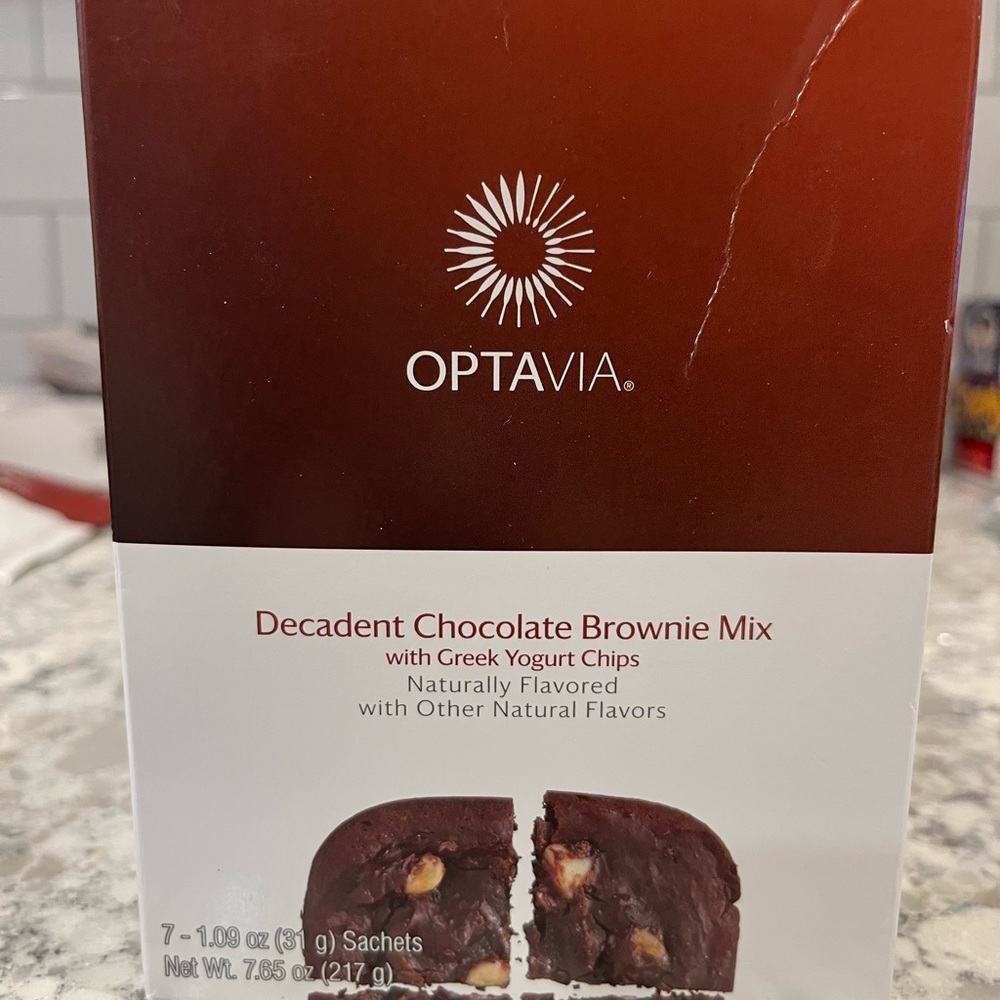 OPTAVIA®
Decadent Chocolate Brownie Mix
with Greek Yogurt Chips
Naturally Flavored
with Other Natural Flavors
7 - 1.09 oz (31 g) Sachets
Net Wt. 7.65 oz (217 g)